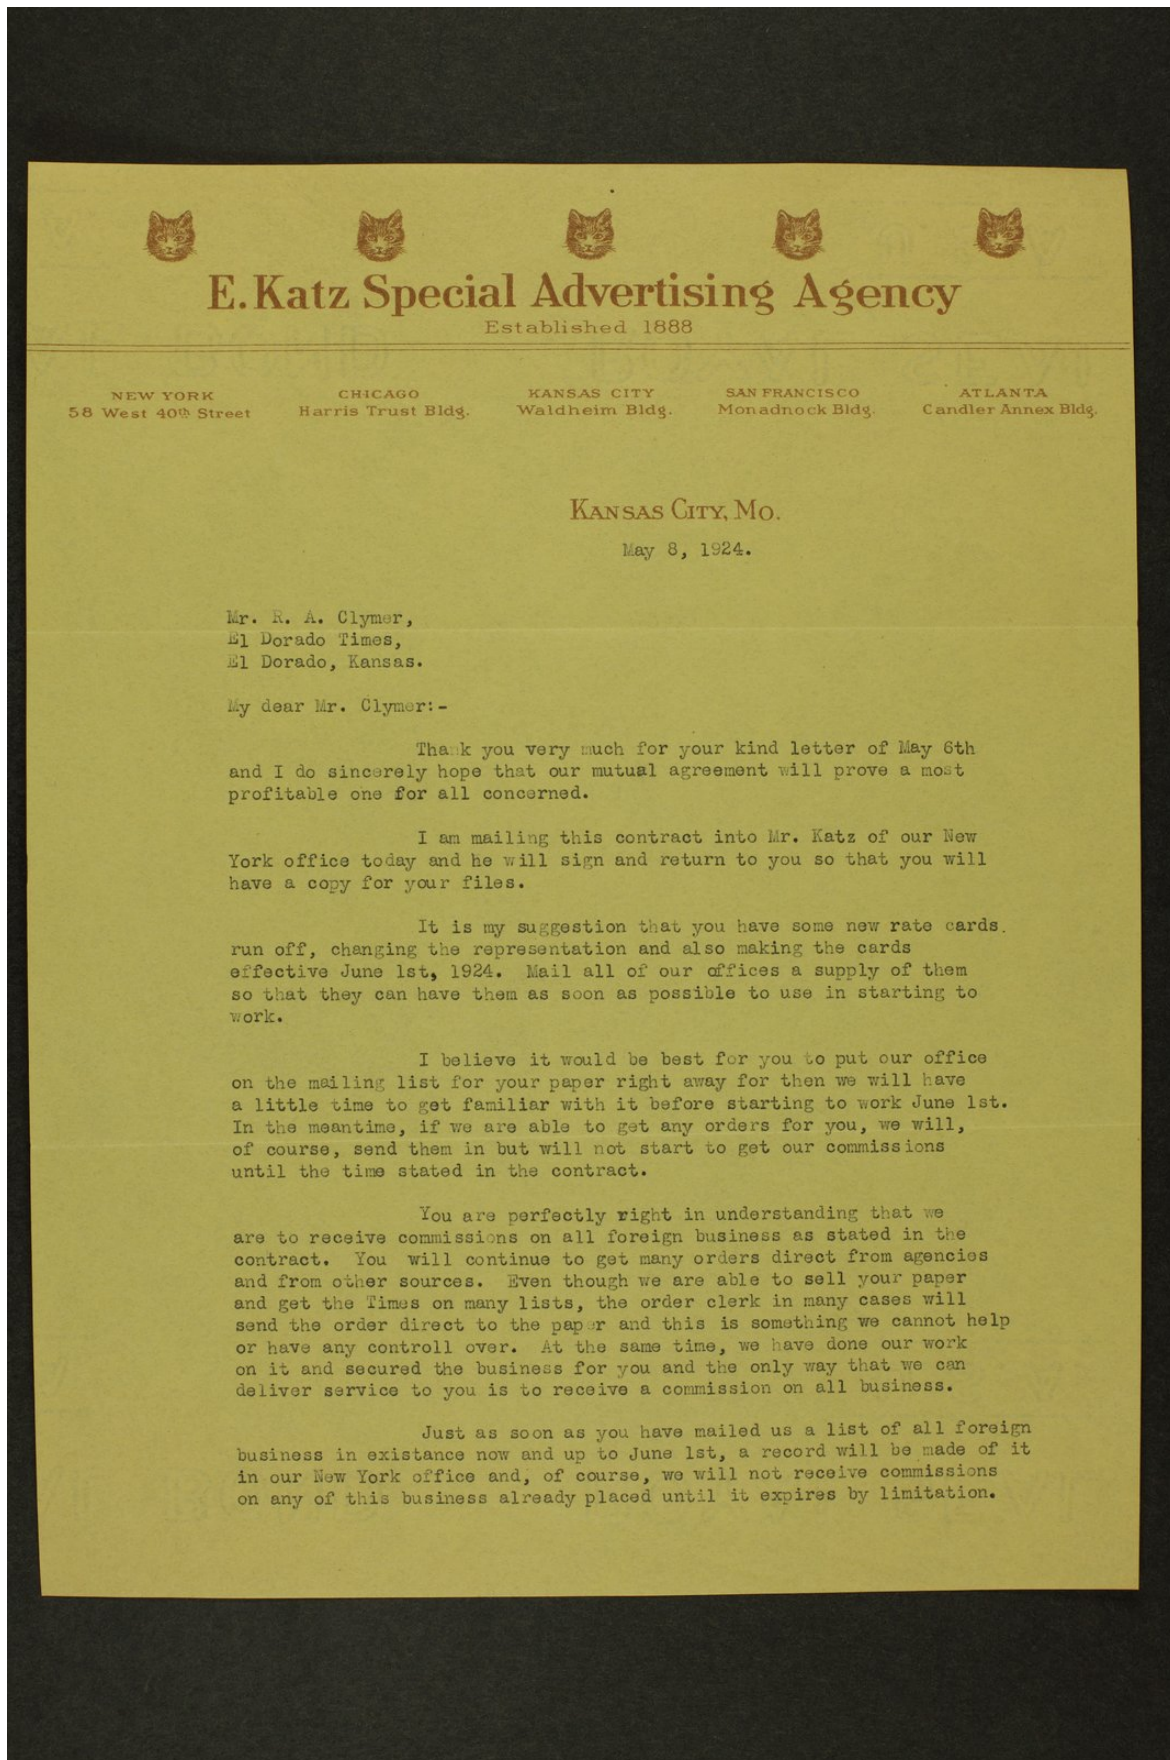 E. Katz Special Advertising Agency
Established 1888
NEW YORK
58 West 40th Street
CHICAGO
Harris Trust Bldg.
KANSAS CITY
Waldheim Bldg.
SAN FRANCISCO
Monadnock Bldg.
ATLANTA
Candler Annex Bldg.
KANSAS CITY, MO.
May 8, 1924.
Mr. R. A. Clymer,
El Dorado Times,
El Dorado, Kansas.
My dear Mr. Clymer:-
Thank you very much for your kind letter of May 6th
and I do sincerely hope that our mutual agreement will prove a most
profitable one for all concerned.
I am mailing this contract into Mr. Katz of our New
York office today and he will sign and return to you so that you will
have a copy for your files.
It is my suggestion that you have some new rate cards.
run off, changing the representation and also making the cards
effective June 1st, 1924. Mail all of our offices a supply of them
so that they can have them as soon as possible to use in starting to
work.
I believe it would be best for you to put our office
on the mailing list for your paper right away for then we will have
a little time to get familiar with it before starting to work June 1st.
In the meantime, if we are able to get any orders for you, we will,
of course, send them in but will not start to get our commissions
until the time stated in the contract.
You are perfectly right in understanding that we
are to receive commissions on all foreign business as stated in the
contract. You will continue to get many orders direct from agencies
and from other sources. Even though we are able to sell your paper
and get the Times on many lists, the order clerk in many cases will
send the order direct to the paper and this is something we cannot help
or have any controll over. At the same time, we have done our work
on it and secured the business for you and the only way that we can
deliver service to you is to receive a commission on all business.
Just as soon as you have mailed us a list of all foreign
business in existance now and up to June 1st, a record will be made of it
in our New York office and, of course, we will not receive commissions
on any of this business already placed until it expires by limitation.